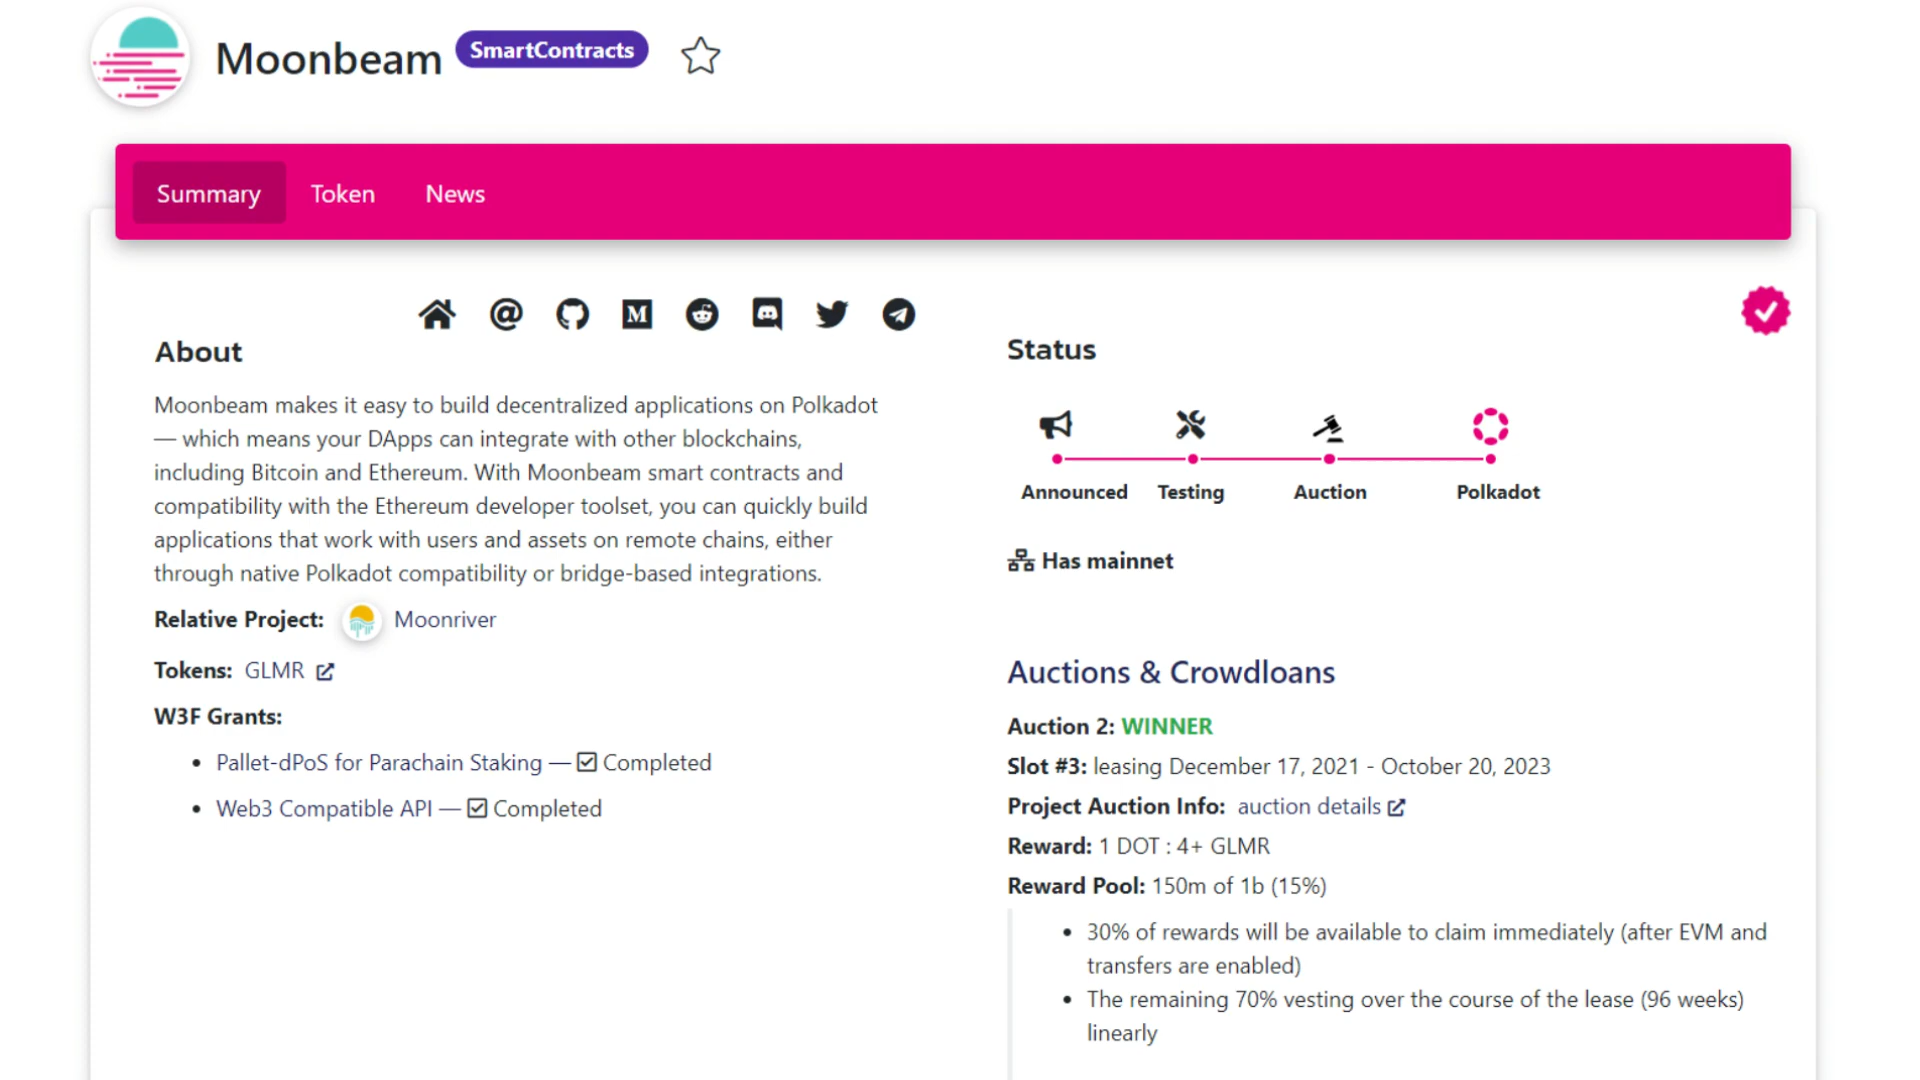 Moonbeam SmartContracts
Summary Token News
About
Moonbeam makes it easy to build decentralized applications on Polkadot
— which means your DApps can integrate with other blockchains,
including Bitcoin and Ethereum. With Moonbeam smart contracts and
compatibility with the Ethereum developer toolset, you can quickly build
applications that work with users and assets on remote chains, either
through native Polkadot compatibility or bridge-based integrations.
Relative Project: Moonriver
Tokens: GLMR
W3F Grants:
• Pallet-dPoS for Parachain Staking — ☑ Completed
• Web3 Compatible API — ☑ Completed
Status
Announced Testing Auction Polkadot
Has mainnet
Auctions & Crowdloans
Auction 2: WINNER
Slot #3: leasing December 17, 2021 - October 20, 2023
Project Auction Info: auction details
Reward: 1 DOT : 4+ GLMR
Reward Pool: 150m of 1b (15%)
• 30% of rewards will be available to claim immediately (after EVM and
transfers are enabled)
• The remaining 70% vesting over the course of the lease (96 weeks)
linearly